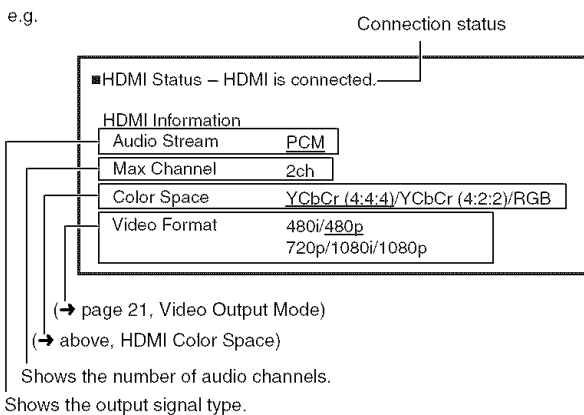 e.g.
Connection status
■HDMI Status – HDMI is connected.
HDMI Information
Audio Stream PCM
Max Channel 2ch
Color Space YCbCr (4:4:4)/YCbCr (4:2:2)/RGB
Video Format 480i/480p
720p/1080i/1080p
(➔ page 21, Video Output Mode)
(➔ above, HDMI Color Space)
Shows the number of audio channels.
Shows the output signal type.